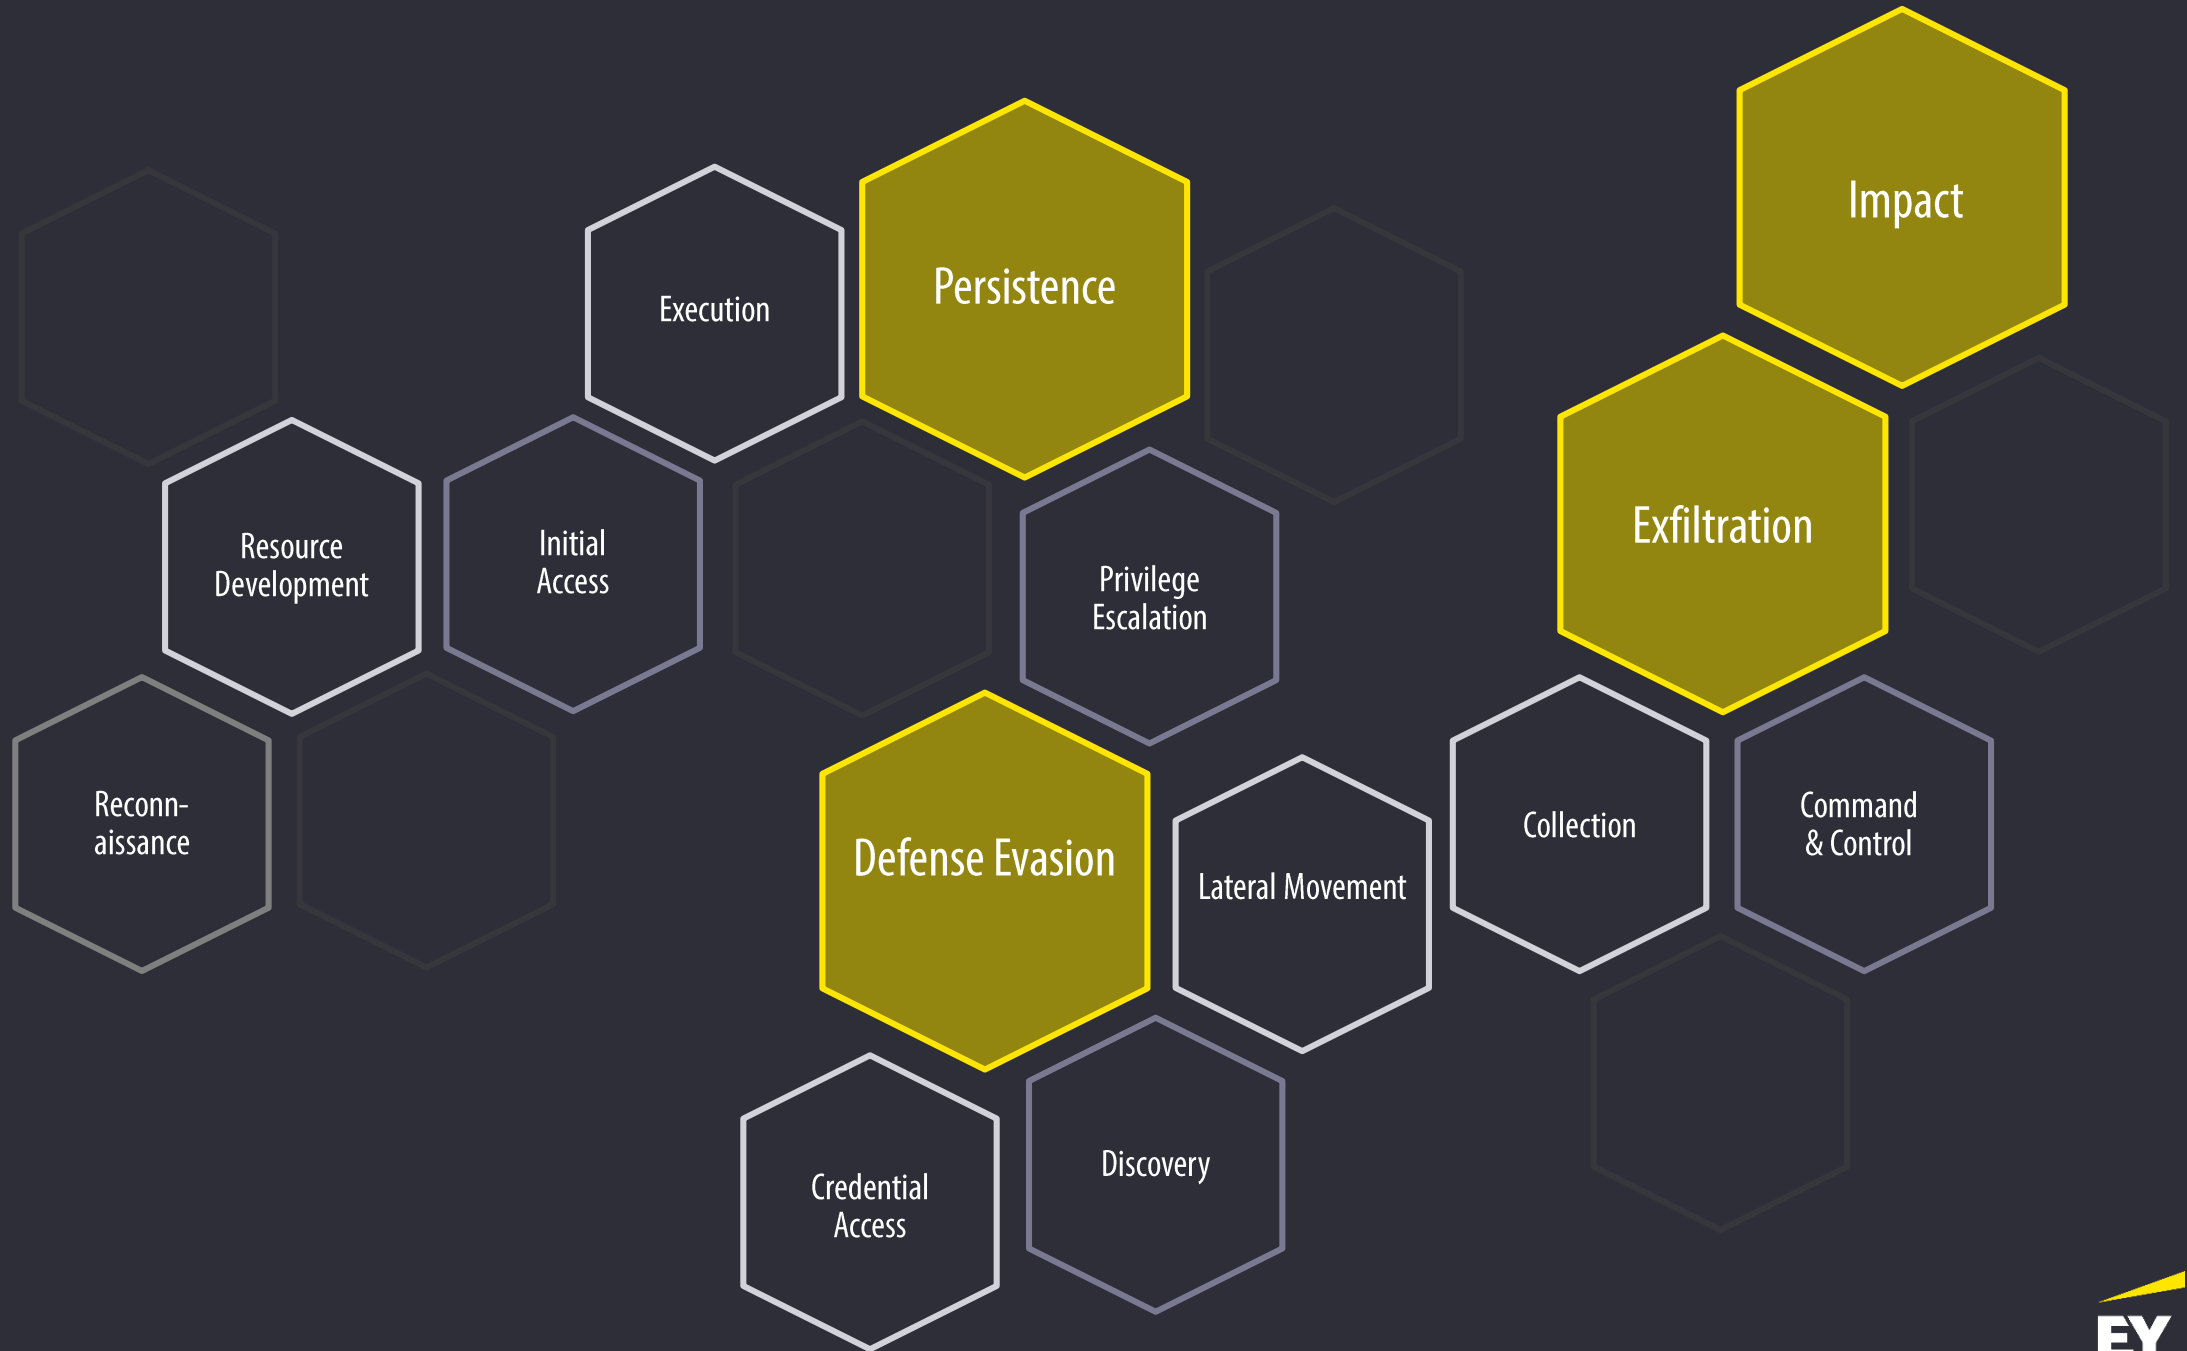 Impact
Persistence
Execution
Exfiltration
Resource
Development
Initial
Access
Privilege
Escalation
Reconn-
aissance
Defense Evasion
Lateral Movement
Collection
Command
& Control
Credential
Access
Discovery
EY